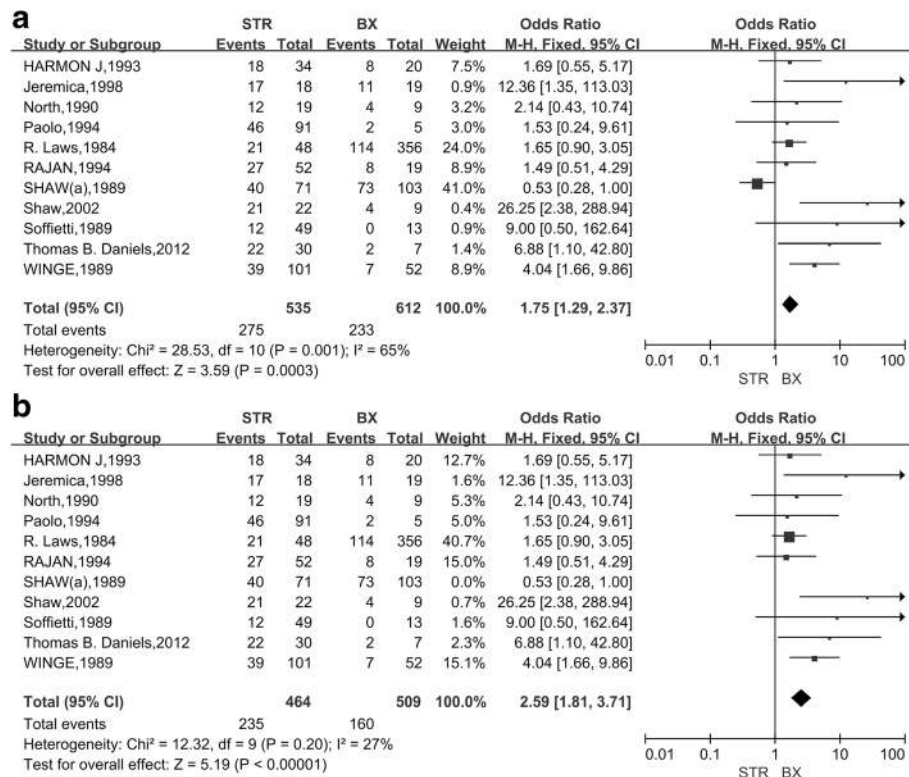 a
STR BX Odds Ratio Odds Ratio
Study or Subgroup Events Total Events Total Weight M-H, Fixed, 95% CI M-H, Fixed, 95% CI
HARMON J,1993 18 34 8 20 7.5% 1.69 [0.55, 5.17]
Jeremica,1998 17 18 11 19 0.9% 12.36 [1.35, 113.03]
North,1990 12 19 4 9 3.2% 2.14 [0.43, 10.74]
Paolo,1994 46 91 2 5 3.0% 1.53 [0.24, 9.61]
R. Laws,1984 21 48 114 356 24.0% 1.65 [0.90, 3.05]
RAJAN,1994 27 52 8 19 7.2% 1.49 [0.51, 4.29]
SHAW(a),1989 40 71 73 103 41.0% 0.53 [0.28, 1.00]
Shaw,2002 21 22 4 9 0.4% 26.25 [2.38, 288.94]
Soffietti,1989 12 49 0 13 1.6% 9.00 [0.50, 162.64]
Thomas B. Daniels,2012 22 30 2 7 1.4% 6.88 [1.10, 42.80]
WINGE,1989 39 101 7 52 8.9% 4.04 [1.66, 9.86]
Total (95% CI) 535 612 100.0% 1.75 [1.29, 2.37]
Total events 275 233
Heterogeneity: Chi² = 28.53, df = 10 (P = 0.001); I² = 65%
Test for overall effect: Z = 3.59 (P = 0.0003)
0.01 0.1 1 10 100
STR BX
b
STR BX Odds Ratio Odds Ratio
Study or Subgroup Events Total Events Total Weight M-H, Fixed, 95% CI M-H, Fixed, 95% CI
HARMON J,1993 18 34 8 20 12.7% 1.69 [0.55, 5.17]
Jeremica,1998 17 18 11 19 1.6% 12.36 [1.35, 113.03]
North,1990 12 19 4 9 5.3% 2.14 [0.43, 10.74]
Paolo,1994 46 91 2 5 5.0% 1.53 [0.24, 9.61]
R. Laws,1984 21 48 114 356 40.7% 1.65 [0.90, 3.05]
RAJAN,1994 27 52 8 19 15.0% 1.49 [0.51, 4.29]
SHAW(a),1989 40 71 73 103 0.0% 0.53 [0.28, 1.00]
Shaw,2002 21 22 4 9 0.7% 26.25 [2.38, 288.94]
Soffietti,1989 12 49 0 13 1.6% 9.00 [0.50, 162.64]
Thomas B. Daniels,2012 22 30 2 7 2.3% 6.88 [1.10, 42.80]
WINGE,1989 39 101 7 52 15.1% 4.04 [1.66, 9.86]
Total (95% CI) 464 509 100.0% 2.59 [1.81, 3.71]
Total events 235 160
Heterogeneity: Chi² = 12.32, df = 9 (P = 0.20); I² = 27%
Test for overall effect: Z = 5.19 (P < 0.00001)
0.01 0.1 1 10 100
STR BX